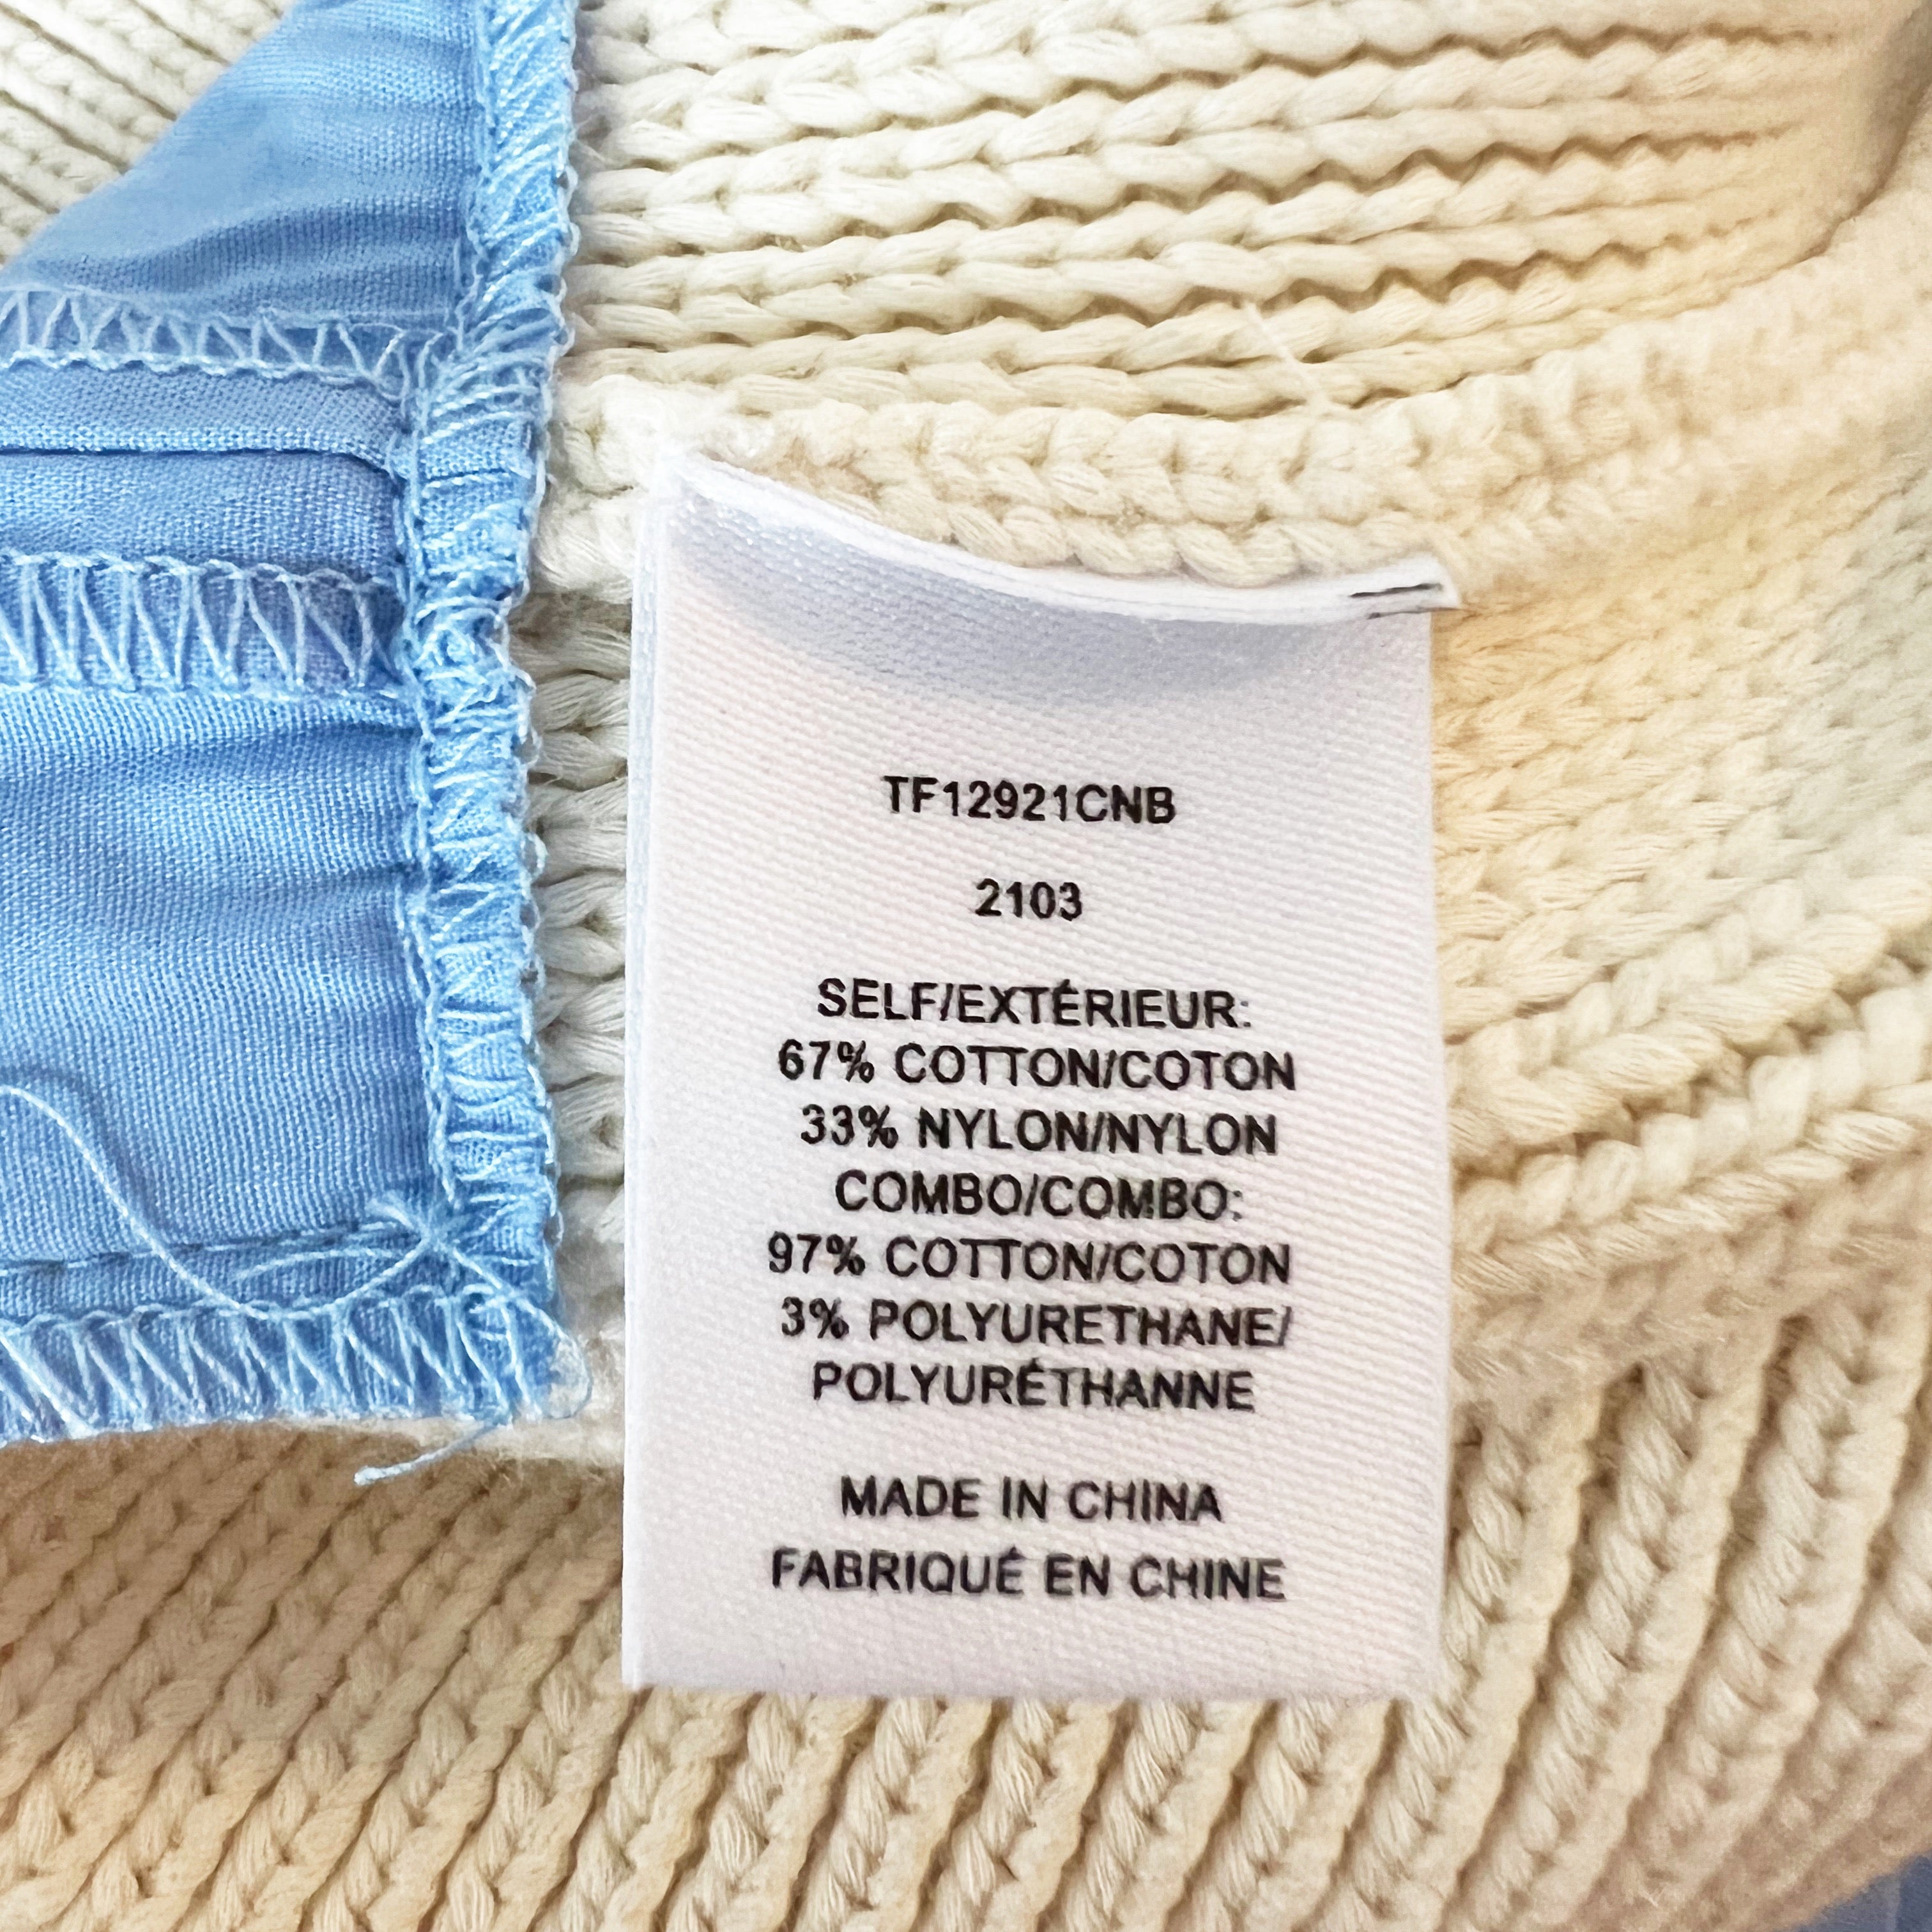 TF12921CNB
2103
SELF/EXTÉRIEUR:
67% COTTON/COTON
33% NYLON/NYLON
COMBO/COMBO:
97% COTTON/COTON
3% POLYURETHANE/
POLYURÉTHANNE
MADE IN CHINA
FABRIQUÉ EN CHINE